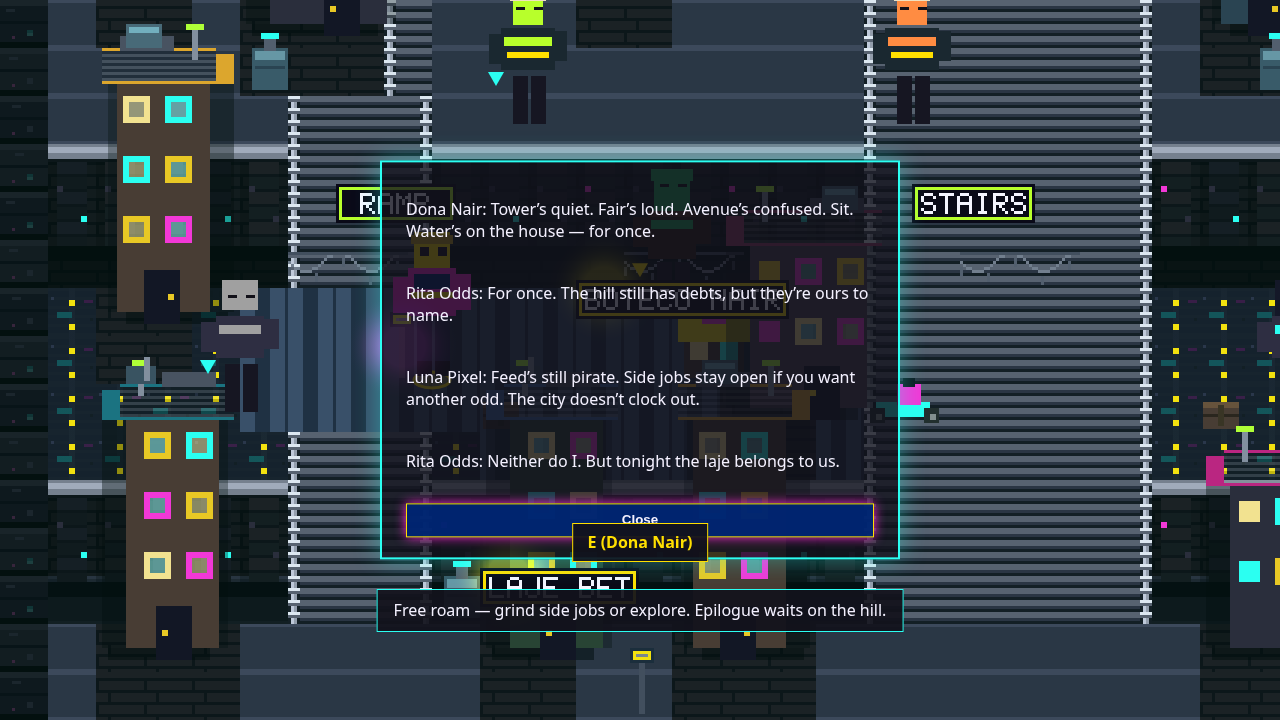 RAMP
STAIRS
Dona Nair: Tower’s quiet. Fair’s loud. Avenue’s confused. Sit.
Water’s on the house — for once.
BOTECO NAIR
Rita Odds: For once. The hill still has debts, but they’re ours to
name.
Luna Pixel: Feed’s still pirate. Side jobs stay open if you want
another odd. The city doesn’t clock out.
Rita Odds: Neither do I. But tonight the laje belongs to us.
Close
E (Dona Nair)
LAJE BET
Free roam — grind side jobs or explore. Epilogue waits on the hill.